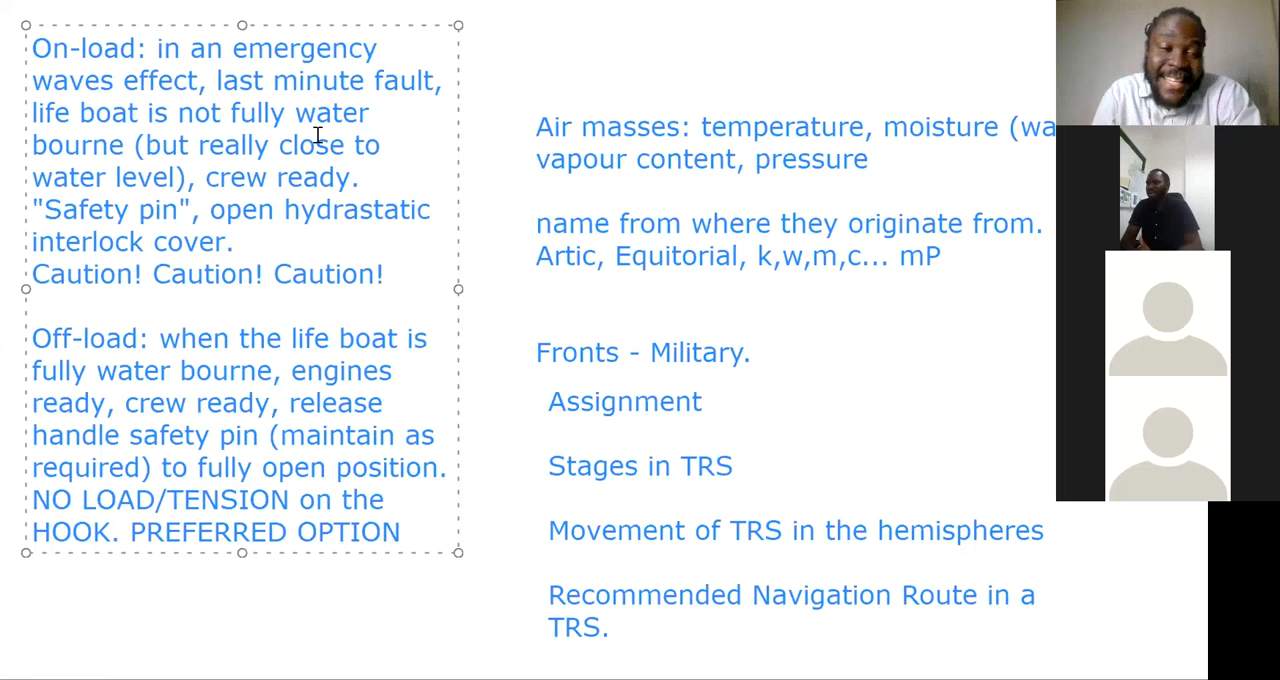 On-load: in an emergency
waves effect, last minute fault,
life boat is not fully water
bourne (but really close to
water level), crew ready.
"Safety pin", open hydrastatic
interlock cover.
Caution! Caution! Caution!
Off-load: when the life boat is
fully water bourne, engines
ready, crew ready, release
handle safety pin (maintain as
required) to fully open position.
NO LOAD/TENSION on the
HOOK. PREFERRED OPTION
Air masses: temperature, moisture (wa
vapour content, pressure
name from where they originate from.
Artic, Equitorial, k,w,m,c... mP
Fronts - Military.
Assignment
Stages in TRS
Movement of TRS in the hemispheres
Recommended Navigation Route in a
TRS.